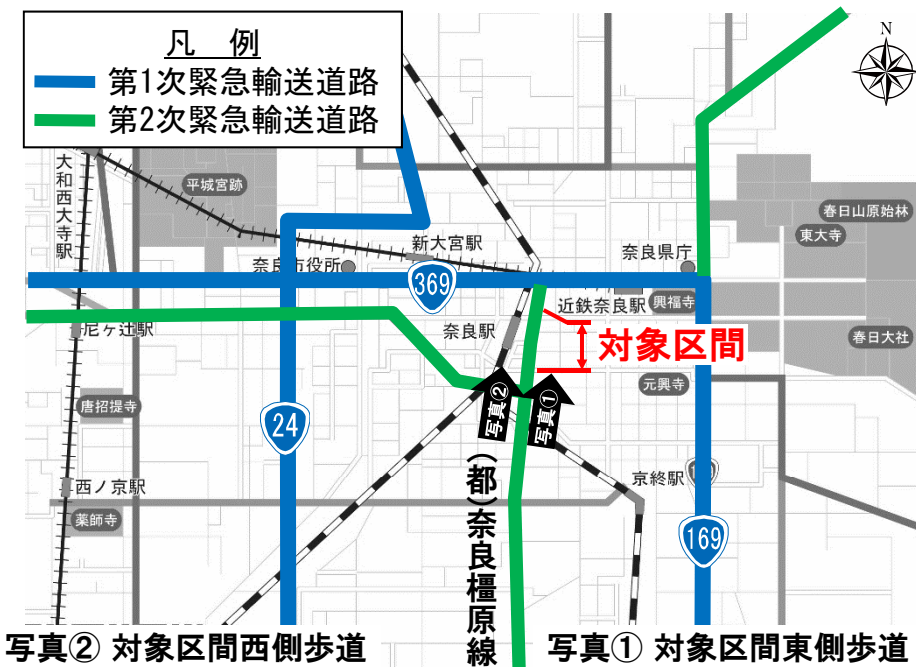 凡 例
第1次緊急輸送道路
第2次緊急輸送道路
N
大和西大寺駅
平城宮跡
春日山原始林
東大寺
新大宮駅
奈良市役所
奈良県庁
369
近鉄奈良駅
興福寺
尼ヶ辻駅
奈良駅
対象区間
春日大社
唐招提寺
元興寺
写真②
写真①
24
西ノ京駅
京終駅
薬師寺
169
(都)奈良橿原線
写真② 対象区間西側歩道
写真① 対象区間東側歩道